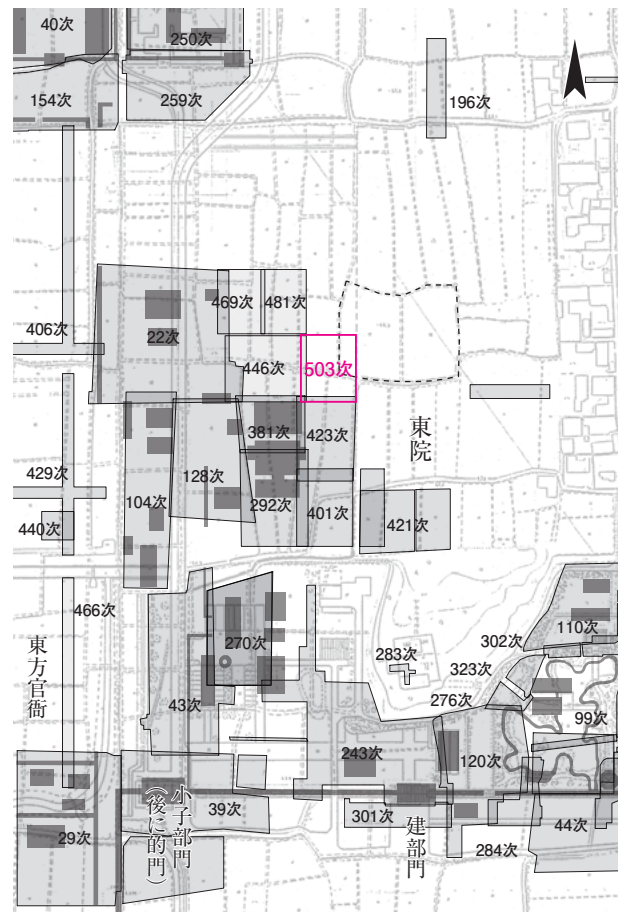 40次
250次
154次
259次
196次
469次
481次
406次
22次
446次
503次
381次
423次
東院
429次
128次
104次
292次
401次
421次
440次
466次
270次
283次
302次
110次
323次
276次
東方官衙
43次
99次
243次
120次
小子部門
（後に的門）
39次
301次
建部門
44次
29次
284次